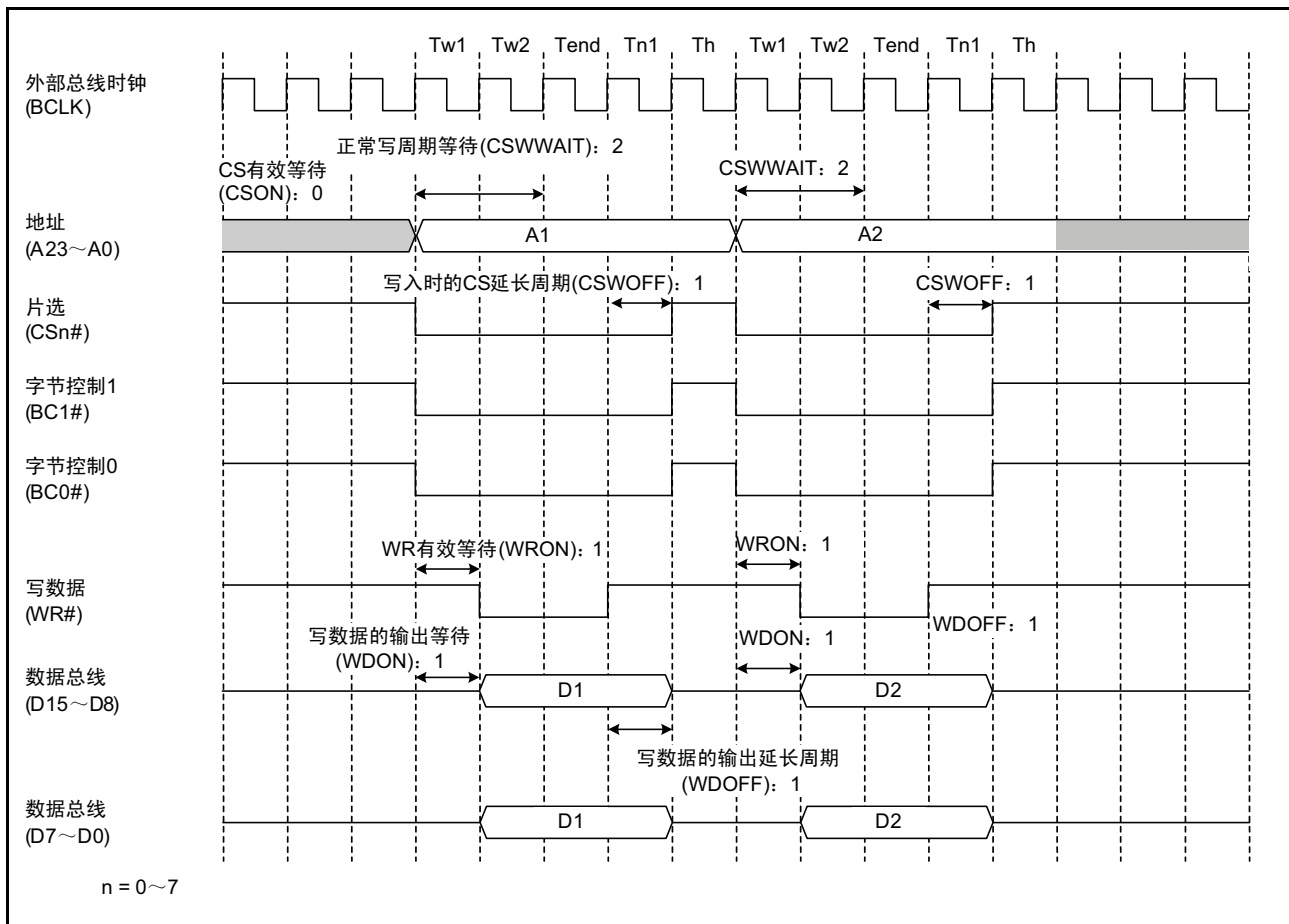 Tw1 Tw2 Tend Tn1 Th Tw1 Tw2 Tend Tn1 Th
外部总线时钟
(BCLK)
正常写周期等待(CSWWAIT)：2
CS有效等待
(CSON)：0
CSWWAIT：2
地址
(A23～A0)
A1
A2
写入时的CS延长周期(CSWOFF)：1
CSWOFF：1
片选
(CSn#)
字节控制1
(BC1#)
字节控制0
(BC0#)
WR有效等待(WRON)：1
WRON：1
写数据
(WR#)
写数据的输出等待
(WDON)：1
WDON：1
WDOFF：1
数据总线
(D15～D8)
D1
D2
写数据的输出延长周期
(WDOFF)：1
数据总线
(D7～D0)
D1
D2
n = 0～7